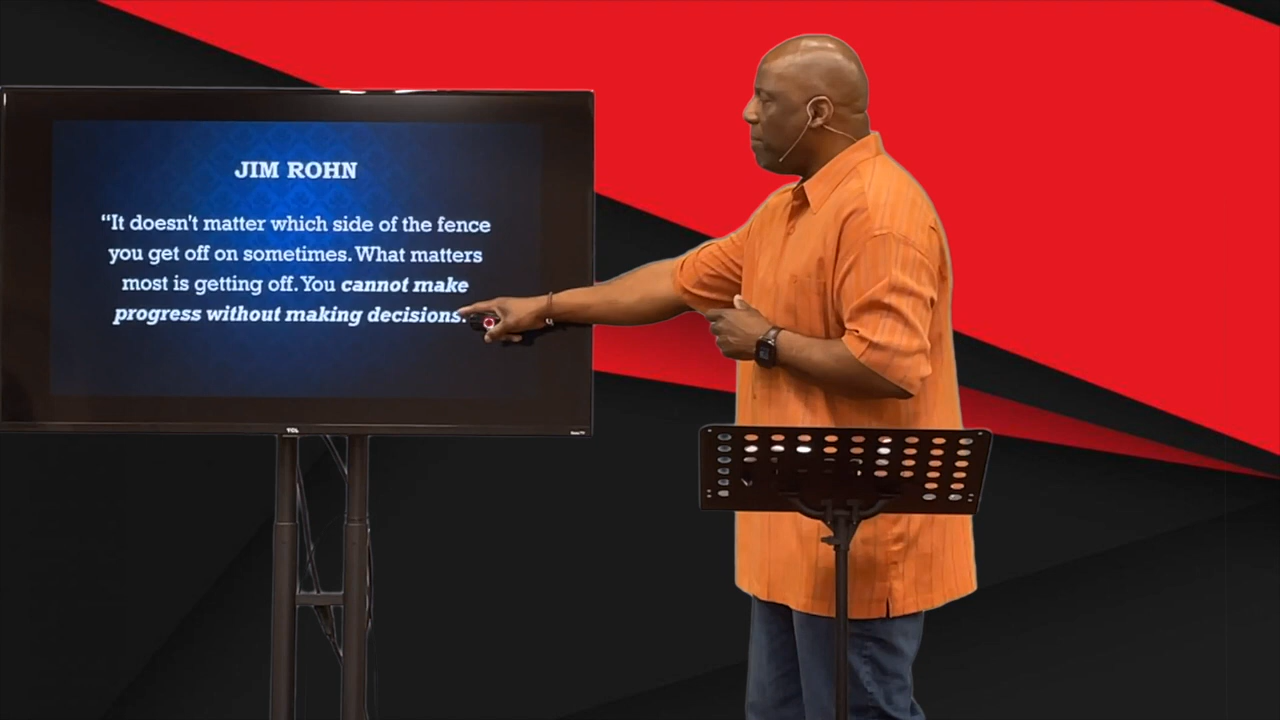 JIM ROHN
“It doesn't matter which side of the fence
you get off on sometimes. What matters
most is getting off. You cannot make
progress without making decisions.
TCL